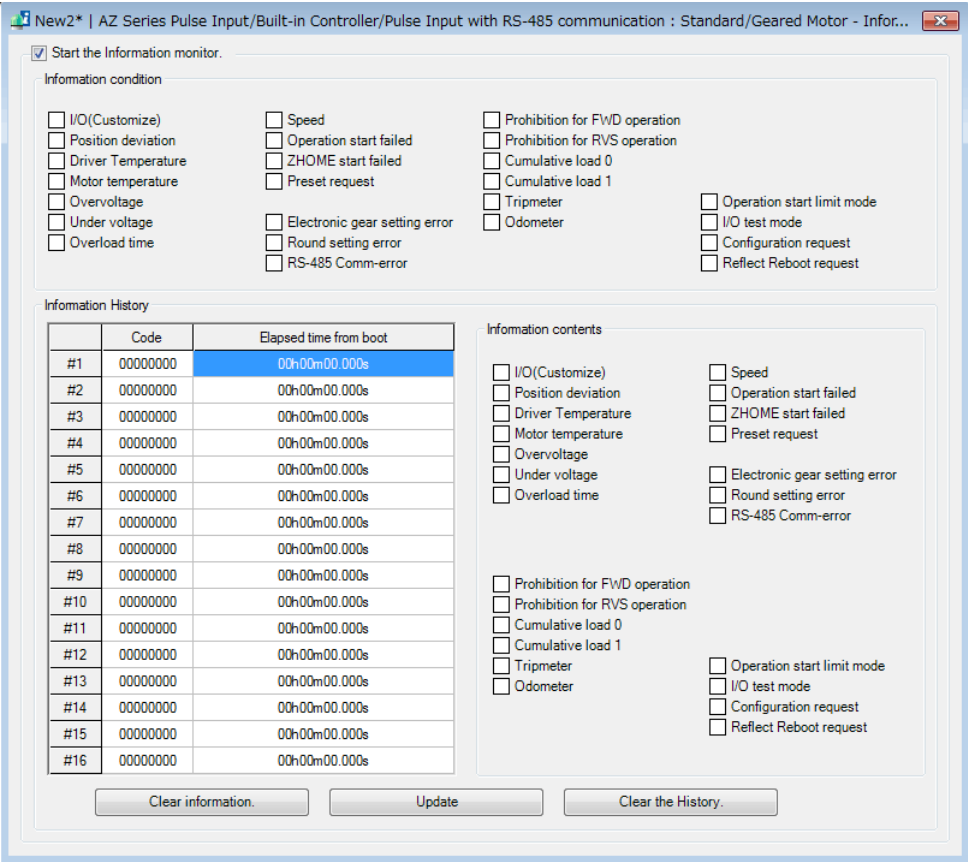 New2* | AZ Series Pulse Input/Built-in Controller/Pulse Input with RS-485 communication : Standard/Geared Motor - Infor...
Start the Information monitor.
Information condition
I/O(Customize)
Position deviation
Driver Temperature
Motor temperature
Overvoltage
Under voltage
Overload time
Speed
Operation start failed
ZHOME start failed
Preset request
Electronic gear setting error
Round setting error
RS-485 Comm-error
Prohibition for FWD operation
Prohibition for RVS operation
Cumulative load 0
Cumulative load 1
Tripmeter
Odometer
Operation start limit mode
I/O test mode
Configuration request
Reflect Reboot request
Information History
Code Elapsed time from boot
#1 00000000 00h00m00.000s
#2 00000000 00h00m00.000s
#3 00000000 00h00m00.000s
#4 00000000 00h00m00.000s
#5 00000000 00h00m00.000s
#6 00000000 00h00m00.000s
#7 00000000 00h00m00.000s
#8 00000000 00h00m00.000s
#9 00000000 00h00m00.000s
#10 00000000 00h00m00.000s
#11 00000000 00h00m00.000s
#12 00000000 00h00m00.000s
#13 00000000 00h00m00.000s
#14 00000000 00h00m00.000s
#15 00000000 00h00m00.000s
#16 00000000 00h00m00.000s
Information contents
I/O(Customize)
Position deviation
Driver Temperature
Motor temperature
Overvoltage
Under voltage
Overload time
Speed
Operation start failed
ZHOME start failed
Preset request
Electronic gear setting error
Round setting error
RS-485 Comm-error
Prohibition for FWD operation
Prohibition for RVS operation
Cumulative load 0
Cumulative load 1
Tripmeter
Odometer
Operation start limit mode
I/O test mode
Configuration request
Reflect Reboot request
Clear information.
Update
Clear the History.